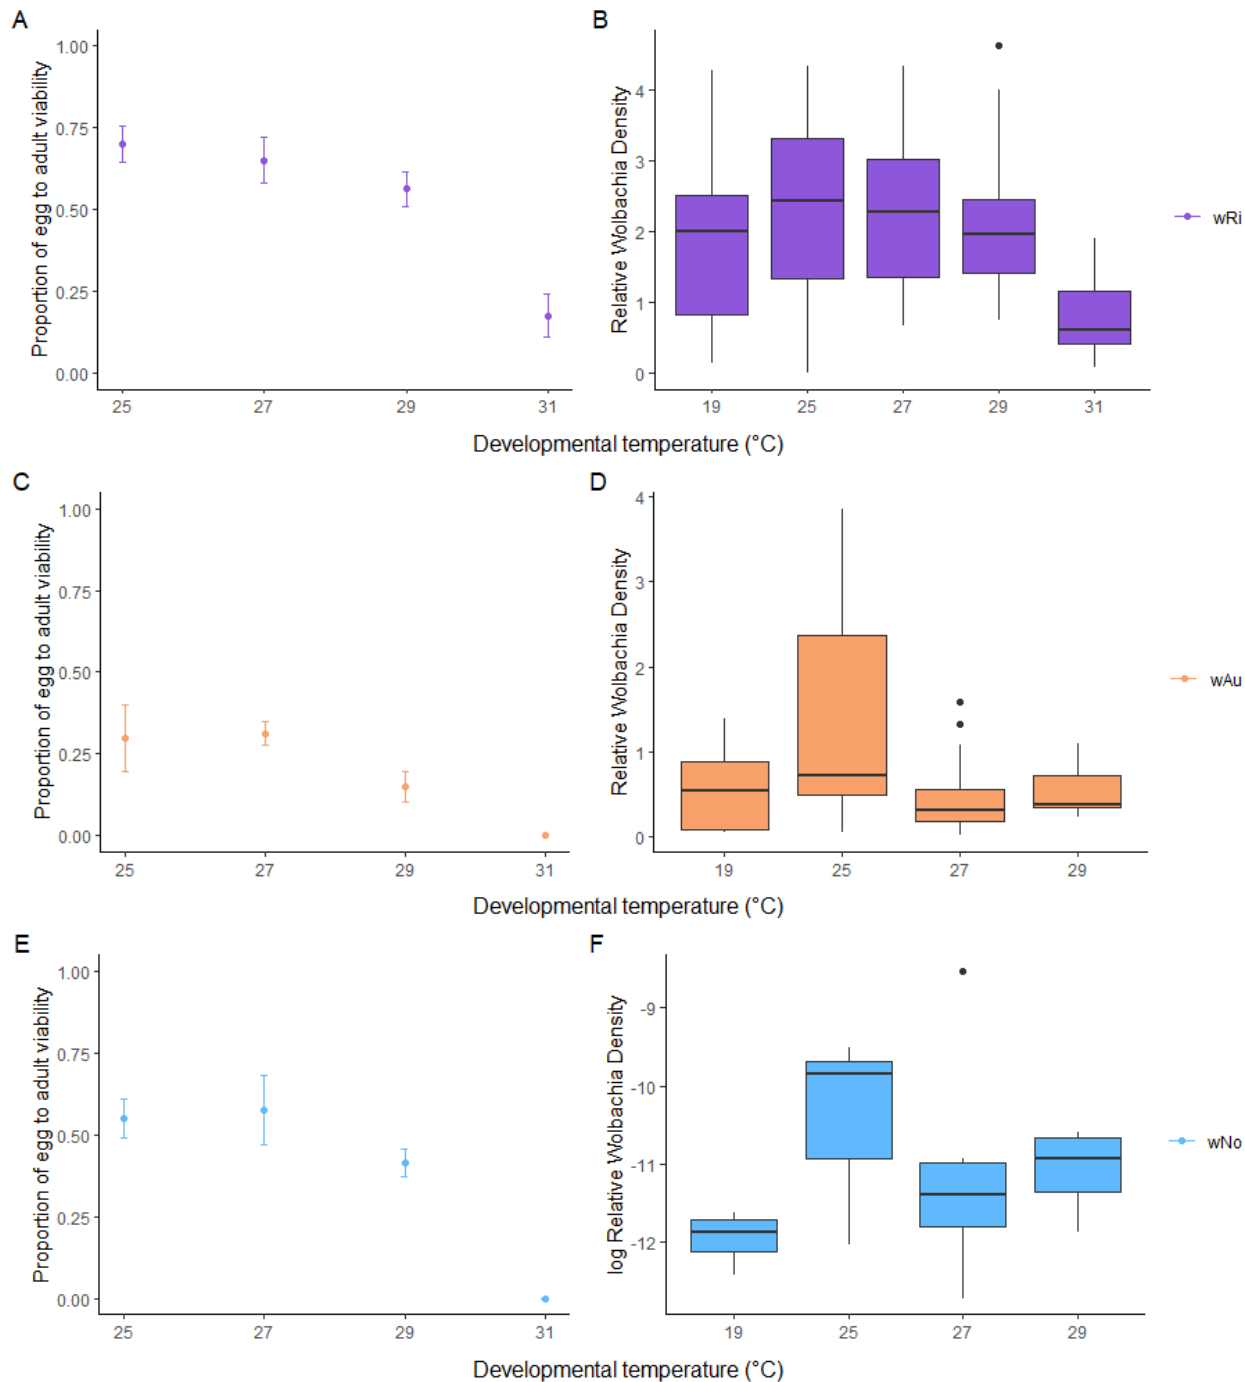 A
Proportion of egg to adult viability
1.00
0.75
0.50
0.25
0.00
25 27 29 31
B
Relative Wolbachia Density
4
3
2
1
0
19 25 27 29 31
wRi
Developmental temperature (°C)
C
Proportion of egg to adult viability
1.00
0.75
0.50
0.25
0.00
25 27 29 31
D
Relative Wolbachia Density
4
3
2
1
0
19 25 27 29
wAu
Developmental temperature (°C)
E
Proportion of egg to adult viability
1.00
0.75
0.50
0.25
0.00
25 27 29 31
F
log Relative Wolbachia Density
-9
-10
-11
-12
19 25 27 29
wNo
Developmental temperature (°C)